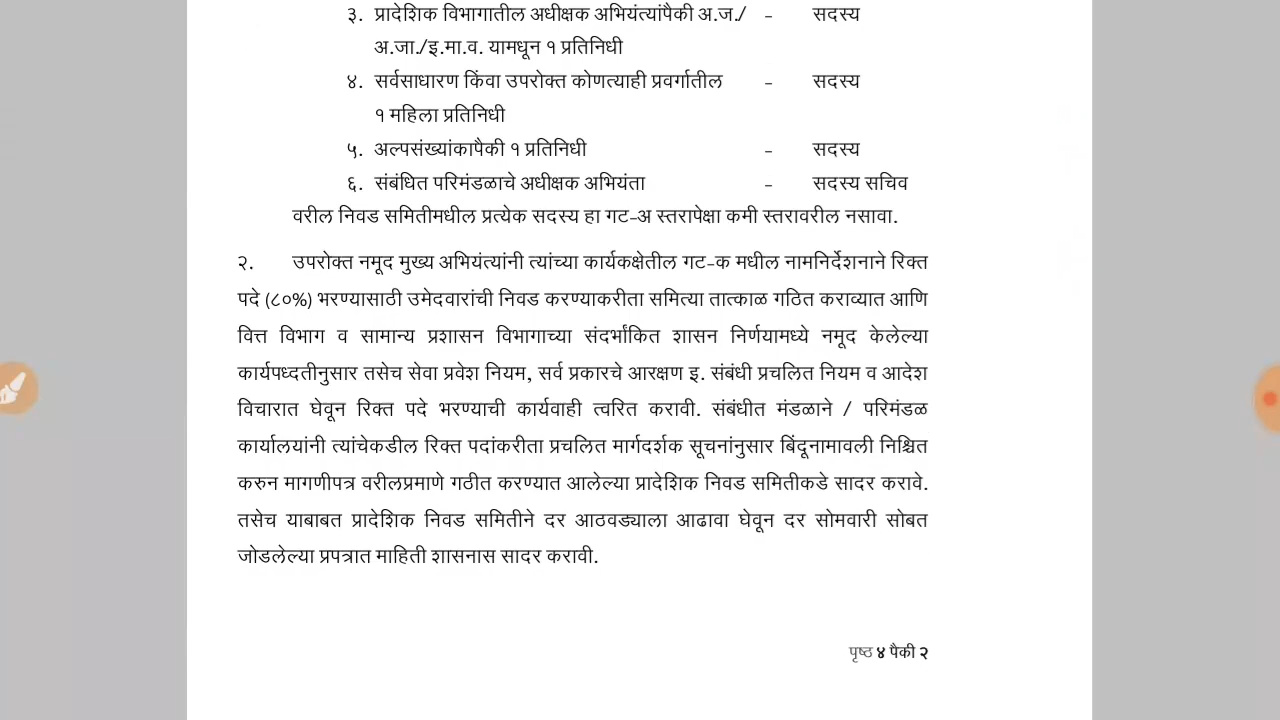 ३. प्रादेशिक विभागातील अधीक्षक अभियंत्यांपैकी अ.ज./ - सदस्य
अ.जा./इ.मा.व. यामधून १ प्रतिनिधी
४. सर्वसाधारण किंवा उपरोक्त कोणत्याही प्रवर्गातील - सदस्य
१ महिला प्रतिनिधी
५. अल्पसंख्यांकापैकी १ प्रतिनिधी - सदस्य
६. संबंधित परिमंडळाचे अधीक्षक अभियंता - सदस्य सचिव
वरील निवड समितीमधील प्रत्येक सदस्य हा गट-अ स्तरापेक्षा कमी स्तरावरील नसावा.
२. उपरोक्त नमूद मुख्य अभियंत्यांनी त्यांच्या कार्यकक्षेतील गट-क मधील नामनिर्देशनाने रिक्त
पदे (८०%) भरण्यासाठी उमेदवारांची निवड करण्याकरीता समित्या तात्काळ गठित कराव्यात आणि
वित्त विभाग व सामान्य प्रशासन विभागाच्या संदर्भांकित शासन निर्णयामध्ये नमूद केलेल्या
कार्यपध्दतीनुसार तसेच सेवा प्रवेश नियम, सर्व प्रकारचे आरक्षण इ. संबंधी प्रचलित नियम व आदेश
विचारात घेवून रिक्त पदे भरण्याची कार्यवाही त्वरित करावी. संबंधीत मंडळाने / परिमंडळ
कार्यालयांनी त्यांचेकडील रिक्त पदांकरीता प्रचलित मार्गदर्शक सूचनांनुसार बिंदूनामावली निश्चित
करुन मागणीपत्र वरीलप्रमाणे गठीत करण्यात आलेल्या प्रादेशिक निवड समितीकडे सादर करावे.
तसेच याबाबत प्रादेशिक निवड समितीने दर आठवड्याला आढावा घेवून दर सोमवारी सोबत
जोडलेल्या प्रपत्रात माहिती शासनास सादर करावी.
पृष्ठ ४ पैकी २